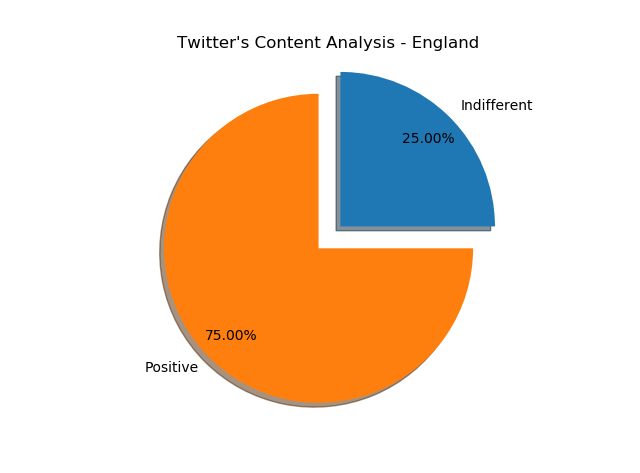 Twitter's Content Analysis - England
Indifferent
25.00%
75.00%
Positive